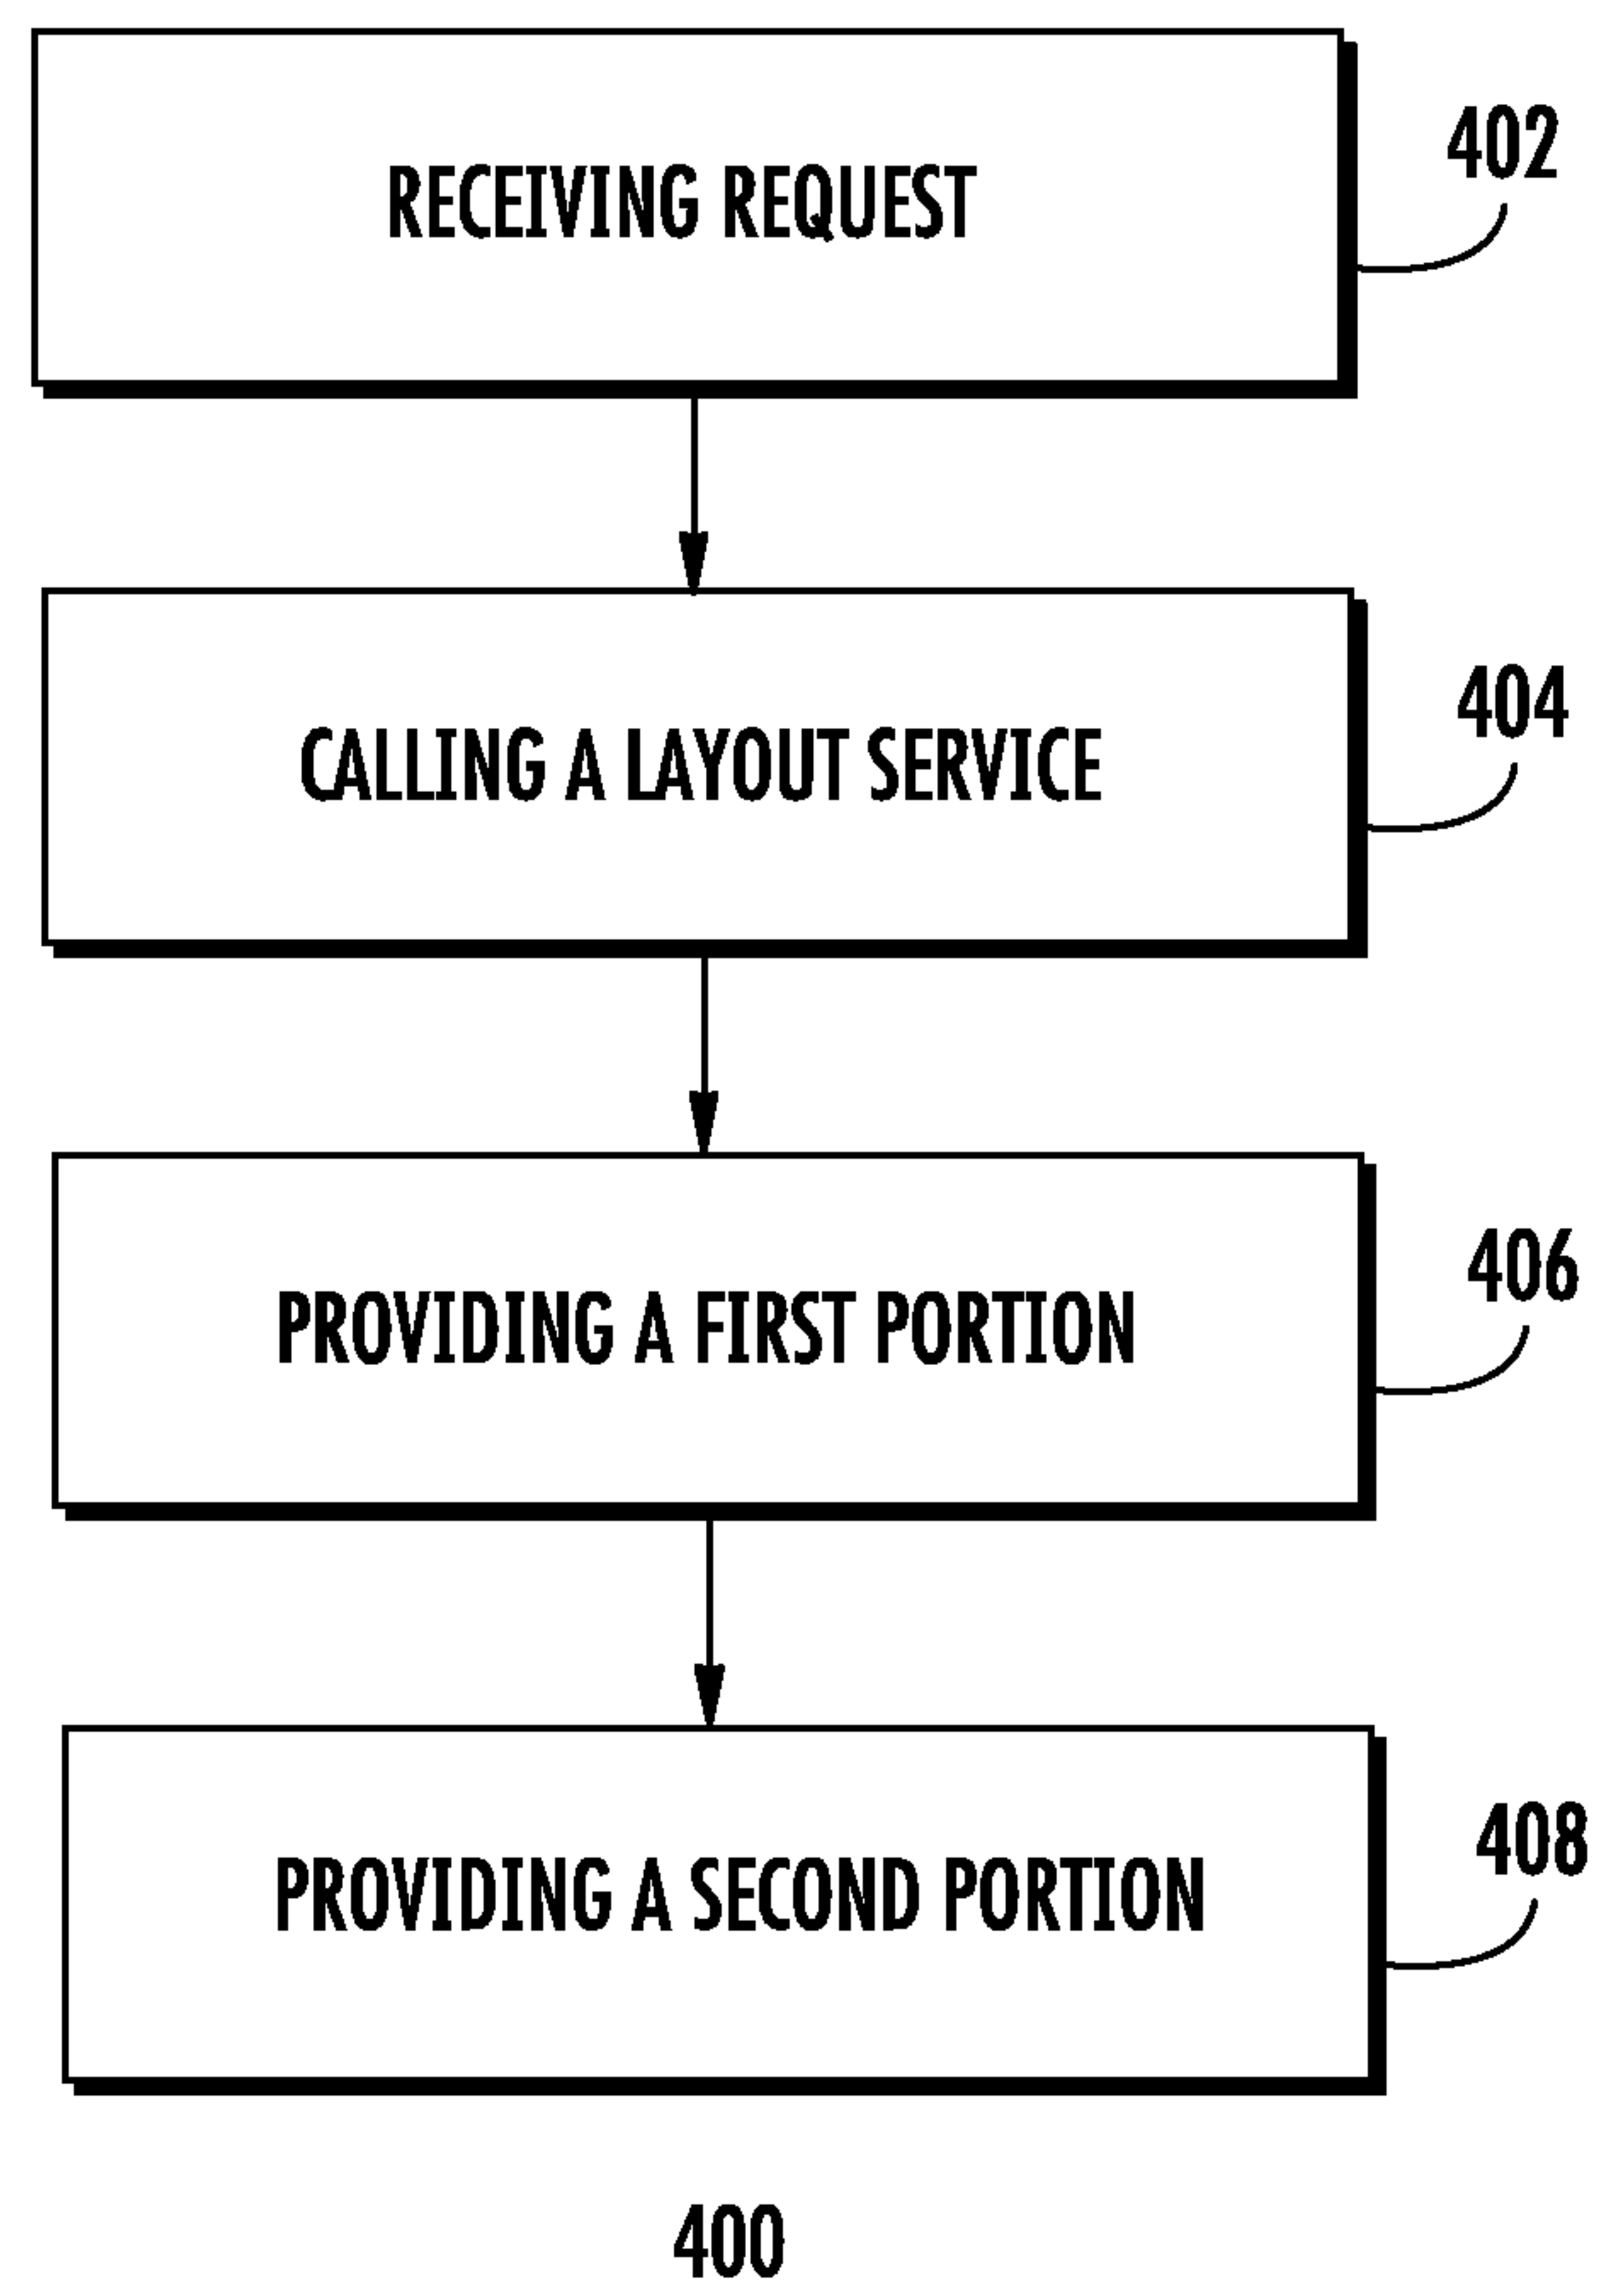 RECEIVING REQUEST
402
CALLING A LAYOUT SERVICE
404
PROVIDING A FIRST PORTION
406
PROVIDING A SECOND PORTION
408
400